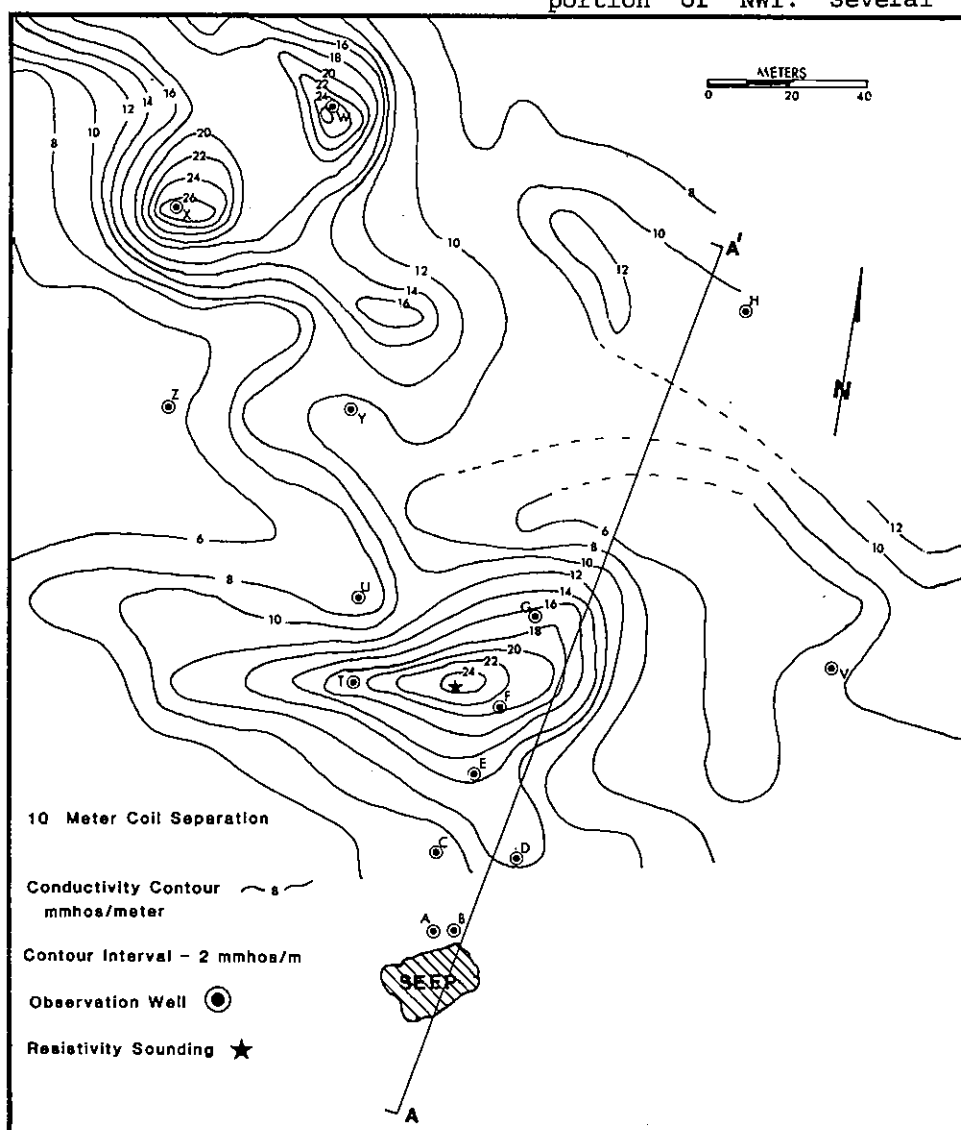 portion of NWT. Several
16
18
20
22
24
W
16
14
12
10
8
20
22
24
26
X
METERS
0 20 40
8
10
A'
12
H
10
12
14
16
N
Z
Y
12
10
6
6
8
10
12
14
16
18
20
22
24
8
10
U
G
T
F
V
E
C
D
A B
SEEP
A
10 Meter Coil Separation
Conductivity Contour 8
mmhos/meter
Contour Interval - 2 mmhos/m
Observation Well
Resistivity Sounding